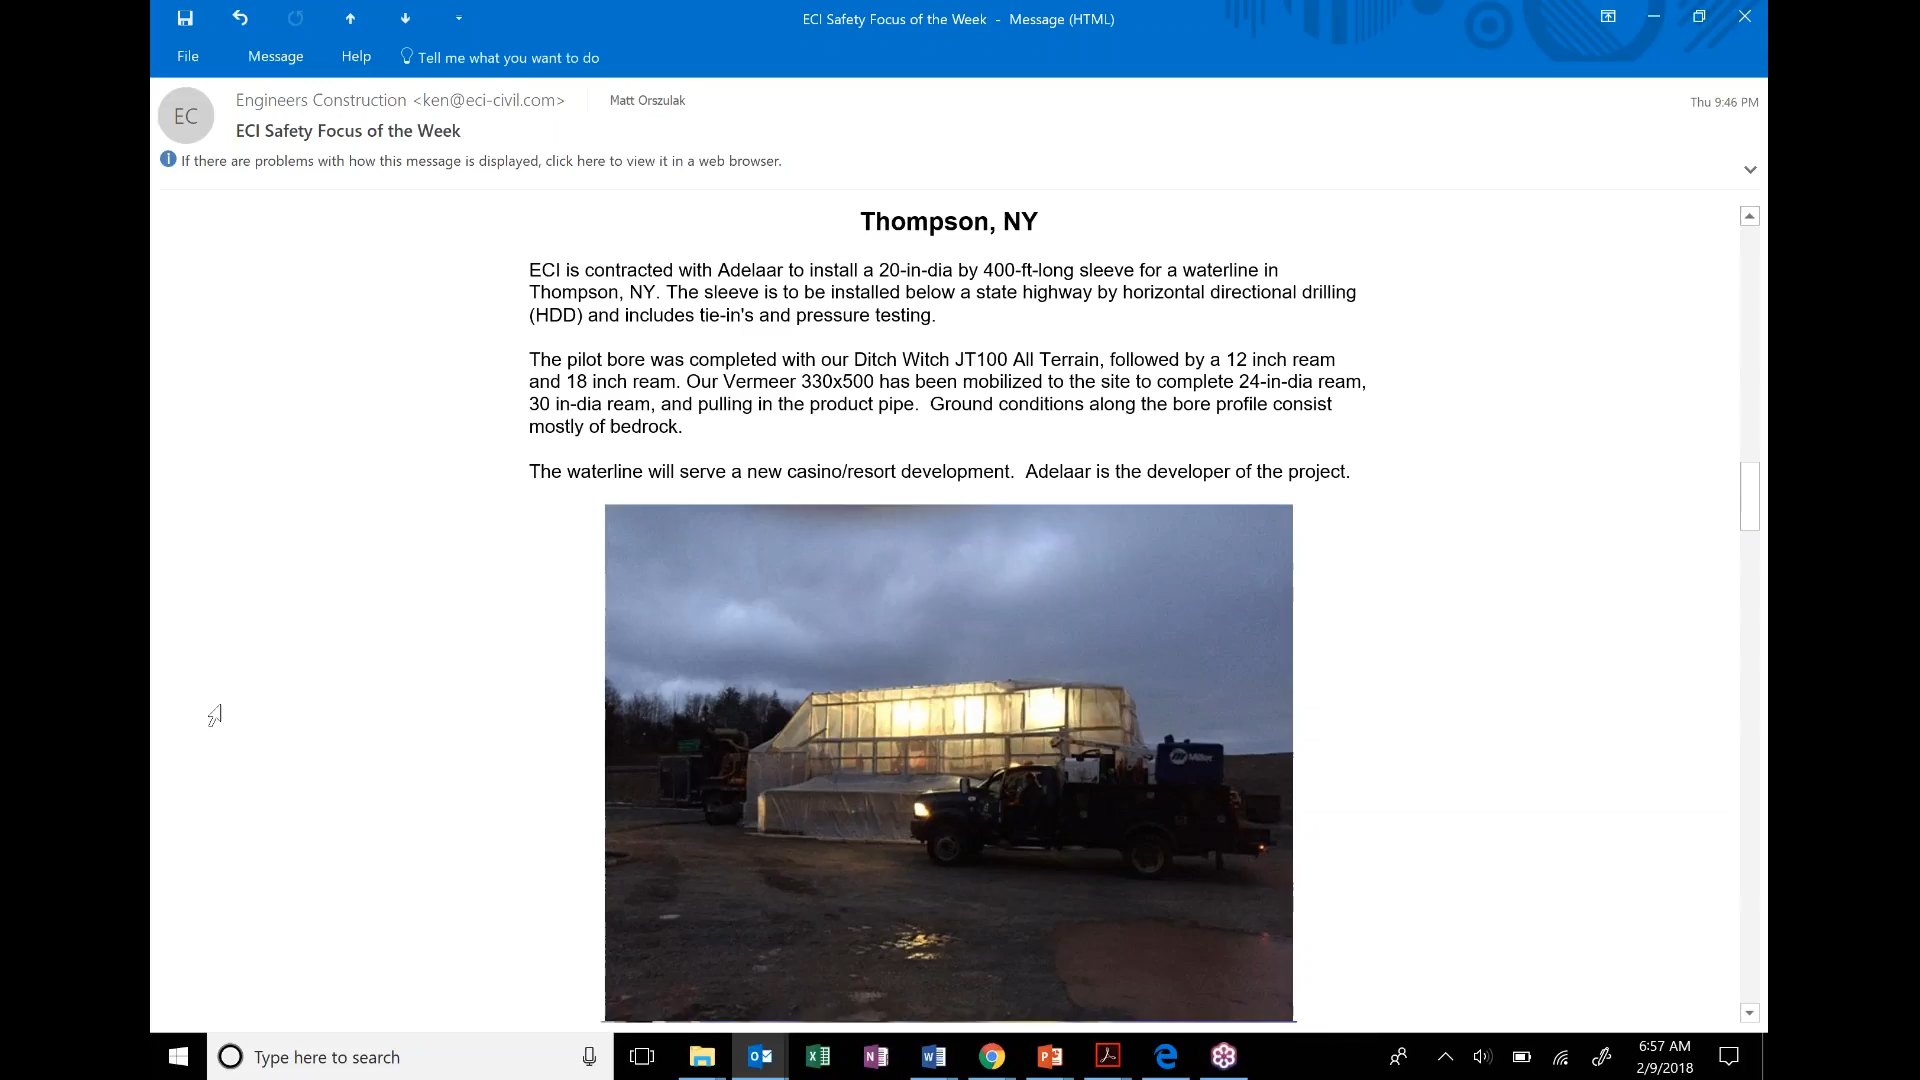 ECI Safety Focus of the Week - Message (HTML)
File Message Help Tell me what you want to do
EC
Engineers Construction <ken@eci-civil.com> Matt Orszulak
Thu 9:46 PM
ECI Safety Focus of the Week
If there are problems with how this message is displayed, click here to view it in a web browser.
Thompson, NY
ECI is contracted with Adelaar to install a 20-in-dia by 400-ft-long sleeve for a waterline in
Thompson, NY. The sleeve is to be installed below a state highway by horizontal directional drilling
(HDD) and includes tie-in's and pressure testing.
The pilot bore was completed with our Ditch Witch JT100 All Terrain, followed by a 12 inch ream
and 18 inch ream. Our Vermeer 330x500 has been mobilized to the site to complete 24-in-dia ream,
30 in-dia ream, and pulling in the product pipe. Ground conditions along the bore profile consist
mostly of bedrock.
The waterline will serve a new casino/resort development. Adelaar is the developer of the project.
Miller
Type here to search
6:57 AM
2/9/2018